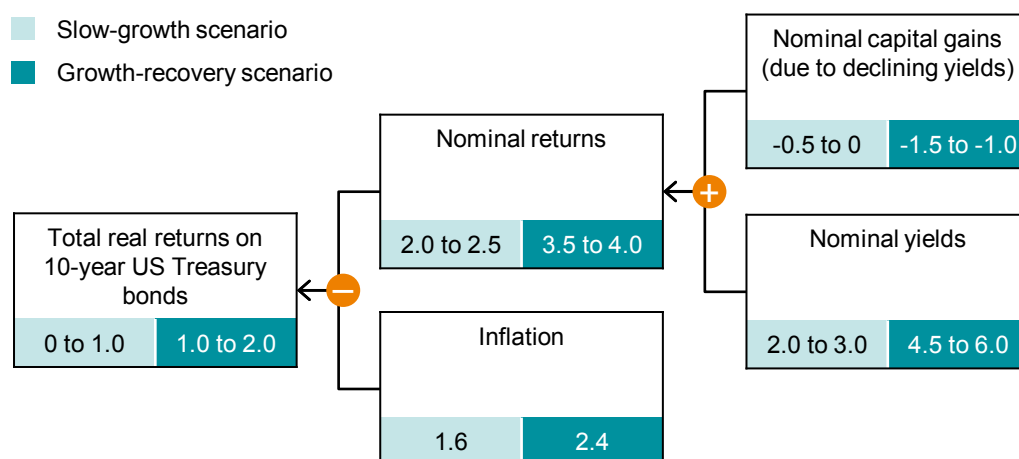 Slow-growth scenario
Growth-recovery scenario
Nominal capital gains
(due to declining yields)
-0.5 to 0
-1.5 to -1.0
Nominal returns
2.0 to 2.5
3.5 to 4.0
+
Total real returns on
10-year US Treasury
bonds
0 to 1.0
1.0 to 2.0
−
Nominal yields
2.0 to 3.0
4.5 to 6.0
Inflation
1.6
2.4